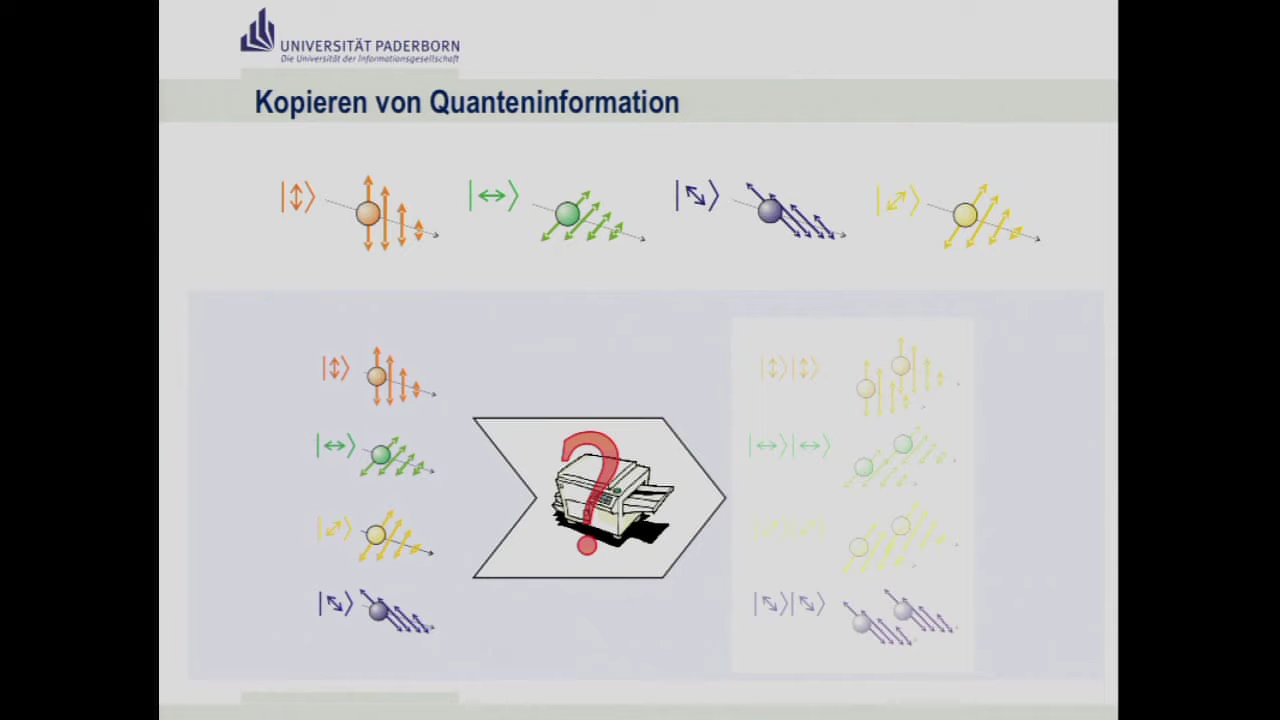 UNIVERSITÄT PADERBORN
Die Universität der Informationsgesellschaft
Kopieren von Quanteninformation
|↕⟩ |↔⟩ |⤡⟩ |⤢⟩
|↕⟩ |↕⟩|↕⟩
|↔⟩ |↔⟩|↔⟩
?
|⤢⟩ |⤢⟩|⤢⟩
|⤡⟩ |⤡⟩|⤡⟩